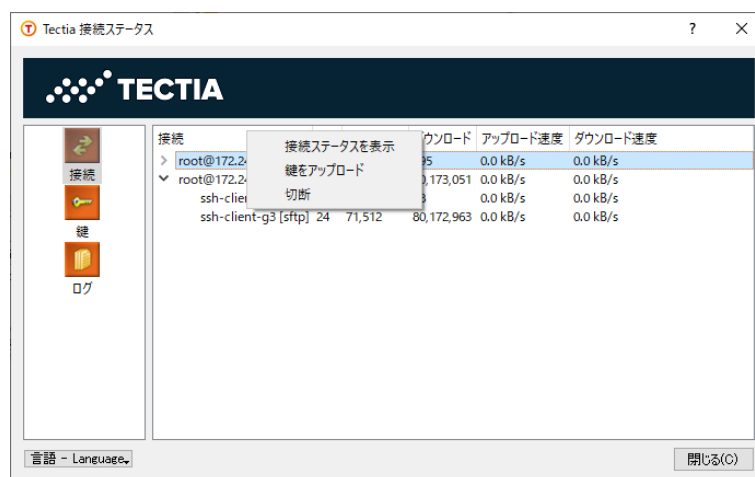 Tectia 接続ステータス
TECTIA
接続
鍵
ログ
接続 ウンロード アップロード速度 ダウンロード速度
root@172.24 95 0.0 kB/s 0.0 kB/s
root@172.24 0,173,051 0.0 kB/s 0.0 kB/s
ssh-clie 0.0 kB/s 0.0 kB/s
ssh-client-g3 [sftp] 24 71,512 80,172,963 0.0 kB/s 0.0 kB/s
接続ステータスを表示
鍵をアップロード
切断
言語 - Language
閉じる(C)